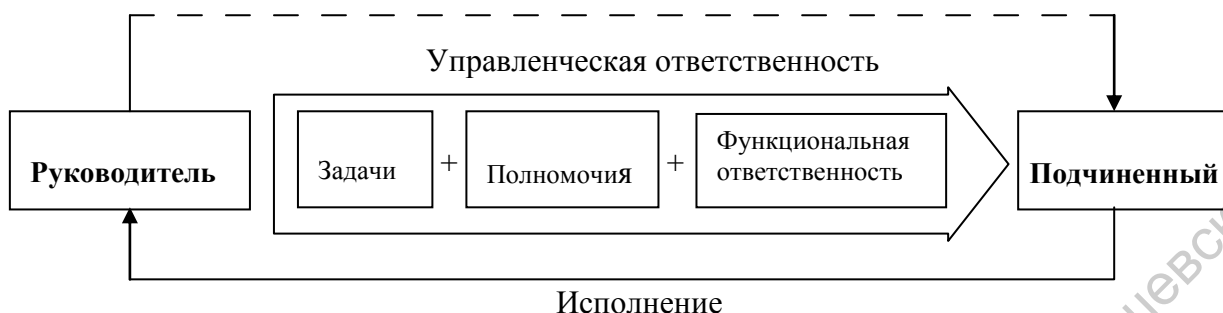 Управленческая ответственность
Руководитель
Задачи
+
Полномочия
+
Функциональная
ответственность
Подчиненный
Исполнение